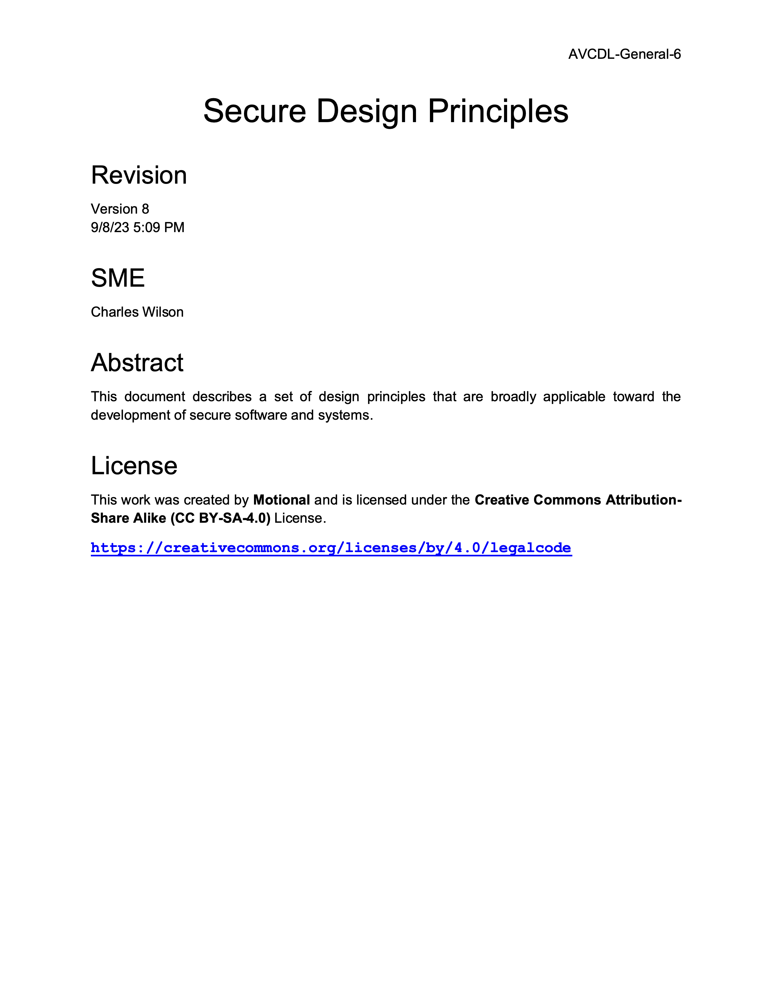 AVCDL-General-6
Secure Design Principles
Revision
Version 8
9/8/23 5:09 PM
SME
Charles Wilson
Abstract
This document describes a set of design principles that are broadly applicable toward the
development of secure software and systems.
License
This work was created by Motional and is licensed under the Creative Commons Attribution-
Share Alike (CC BY-SA-4.0) License.
https://creativecommons.org/licenses/by/4.0/legalcode